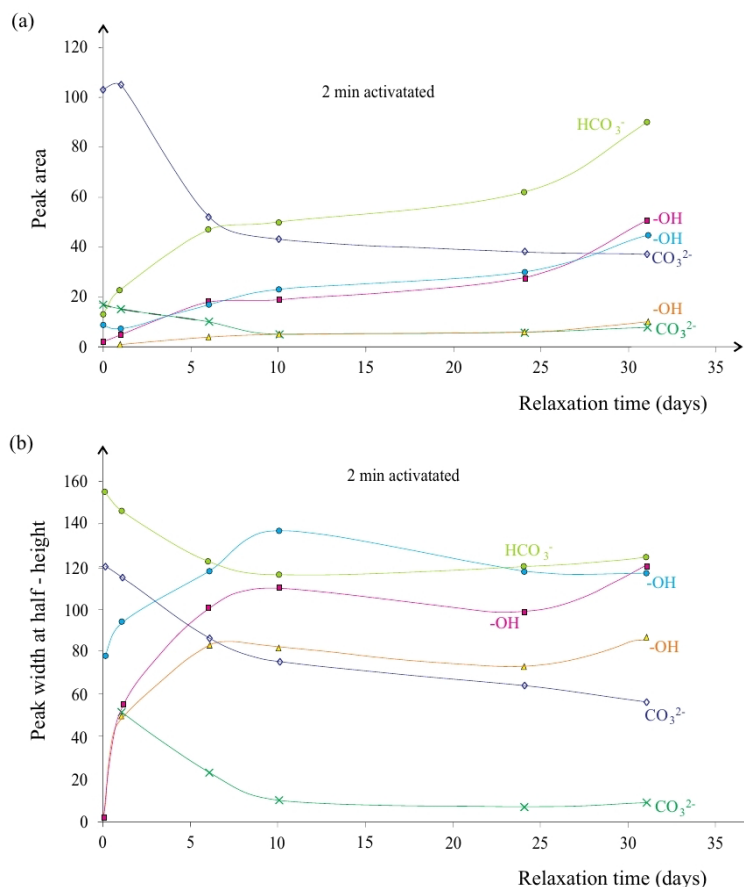 (a)
120
100
80
60
40
20
0
Peak area
2 min activatated
HCO₃⁻
-OH
-OH
CO₃²⁻
-OH
CO₃²⁻
0 5 10 15 20 25 30 35
Relaxation time (days)
(b)
160
140
120
100
80
60
40
20
0
Peak width at half - height
2 min activatated
HCO₃⁻
-OH
-OH
-OH
CO₃²⁻
CO₃²⁻
0 5 10 15 20 25 30 35
Relaxation time (days)